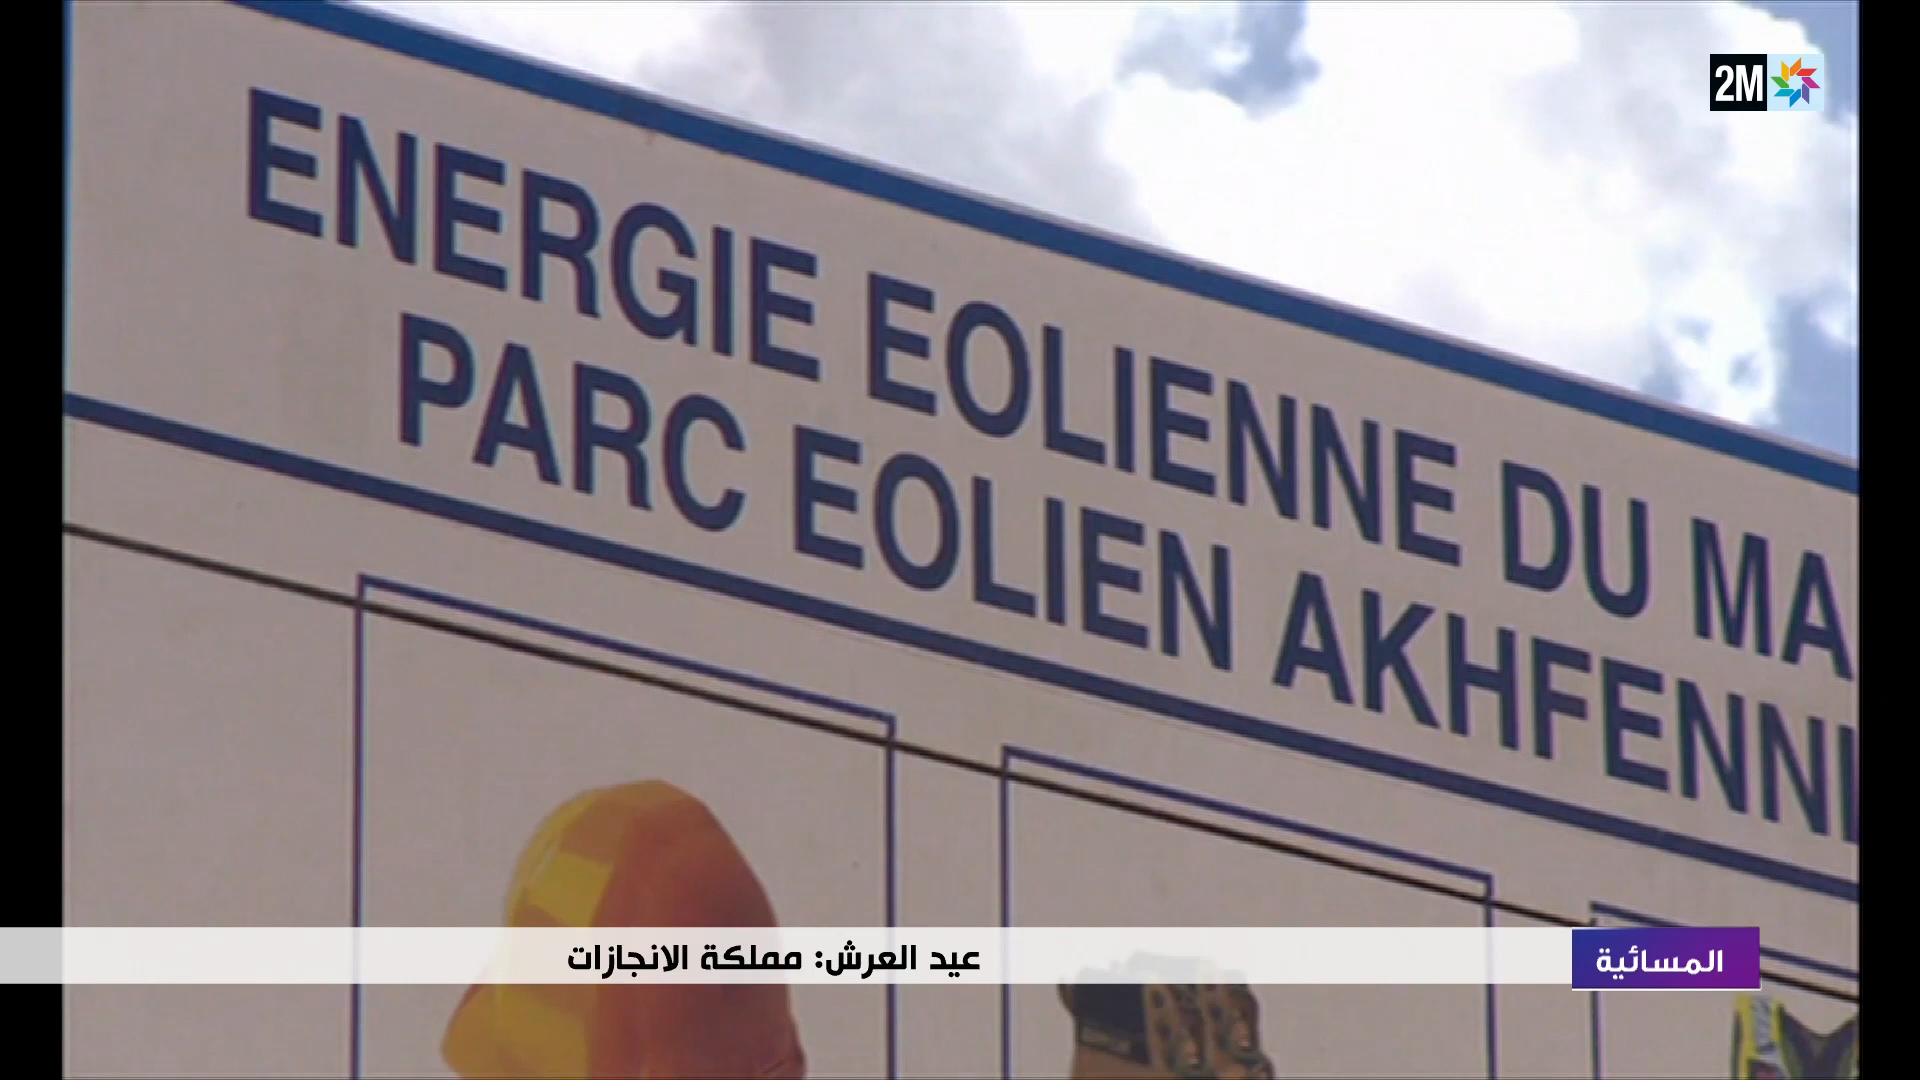 2M
ENERGIE EOLIENNE DU MA
PARC EOLIEN AKHFENNI
عيد العرش: مملكة الانجازات
المسائية